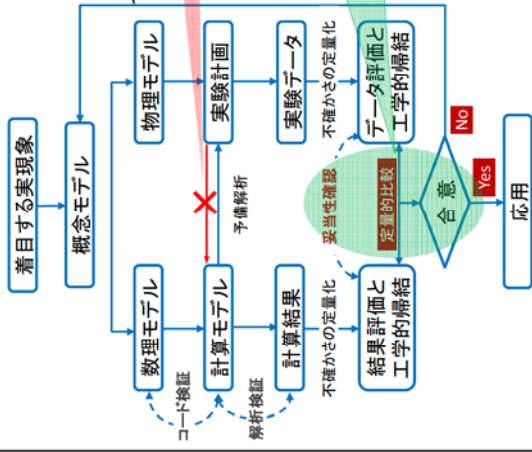 着目する実現象
概念モデル
数理モデル
物理モデル
コード検証
計算モデル
実験計画
予備解析
解析検証
計算結果
実験データ
不確かさの定量化
妥当性確認
不確かさの定量化
結果評価と
工学的帰結
定量的比較
データ評価と
工学的帰結
合意
No
Yes
応用